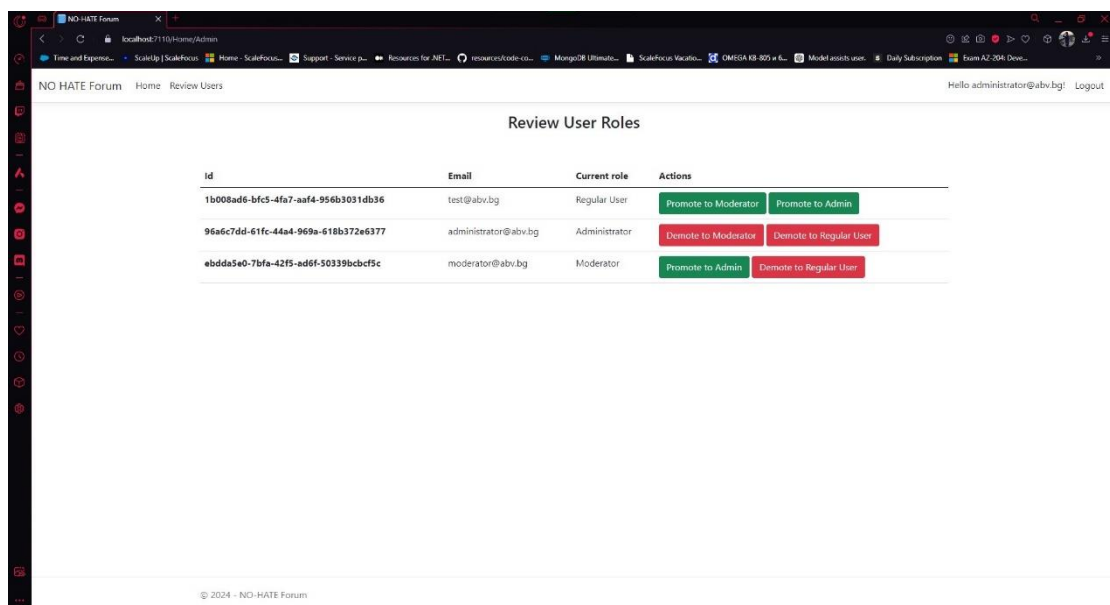 NO-HATE Forum
localhost:7110/Home/Admin
Time and Expense... ScaleUp | ScaleFocus Home - ScaleFocus... Support - Service p... Resources for .NET... resources/code-co... MongoDB Ultimate... ScaleFocus Vacatio... OMEGA KB-805 и 6... Model assists user. Daily Subscription Exam AZ-204: Deve...
NO HATE Forum Home Review Users Hello administrator@abv.bg! Logout
Review User Roles
Id Email Current role Actions
1b008ad6-bfc5-4fa7-aaf4-956b3031db36 test@abv.bg Regular User Promote to Moderator Promote to Admin
96a6c7dd-61fc-44a4-969a-618b372e6377 administrator@abv.bg Administrator Demote to Moderator Demote to Regular User
ebdda5e0-7bfa-42f5-ad6f-50339bcbcf5c moderator@abv.bg Moderator Promote to Admin Demote to Regular User
© 2024 - NO-HATE Forum